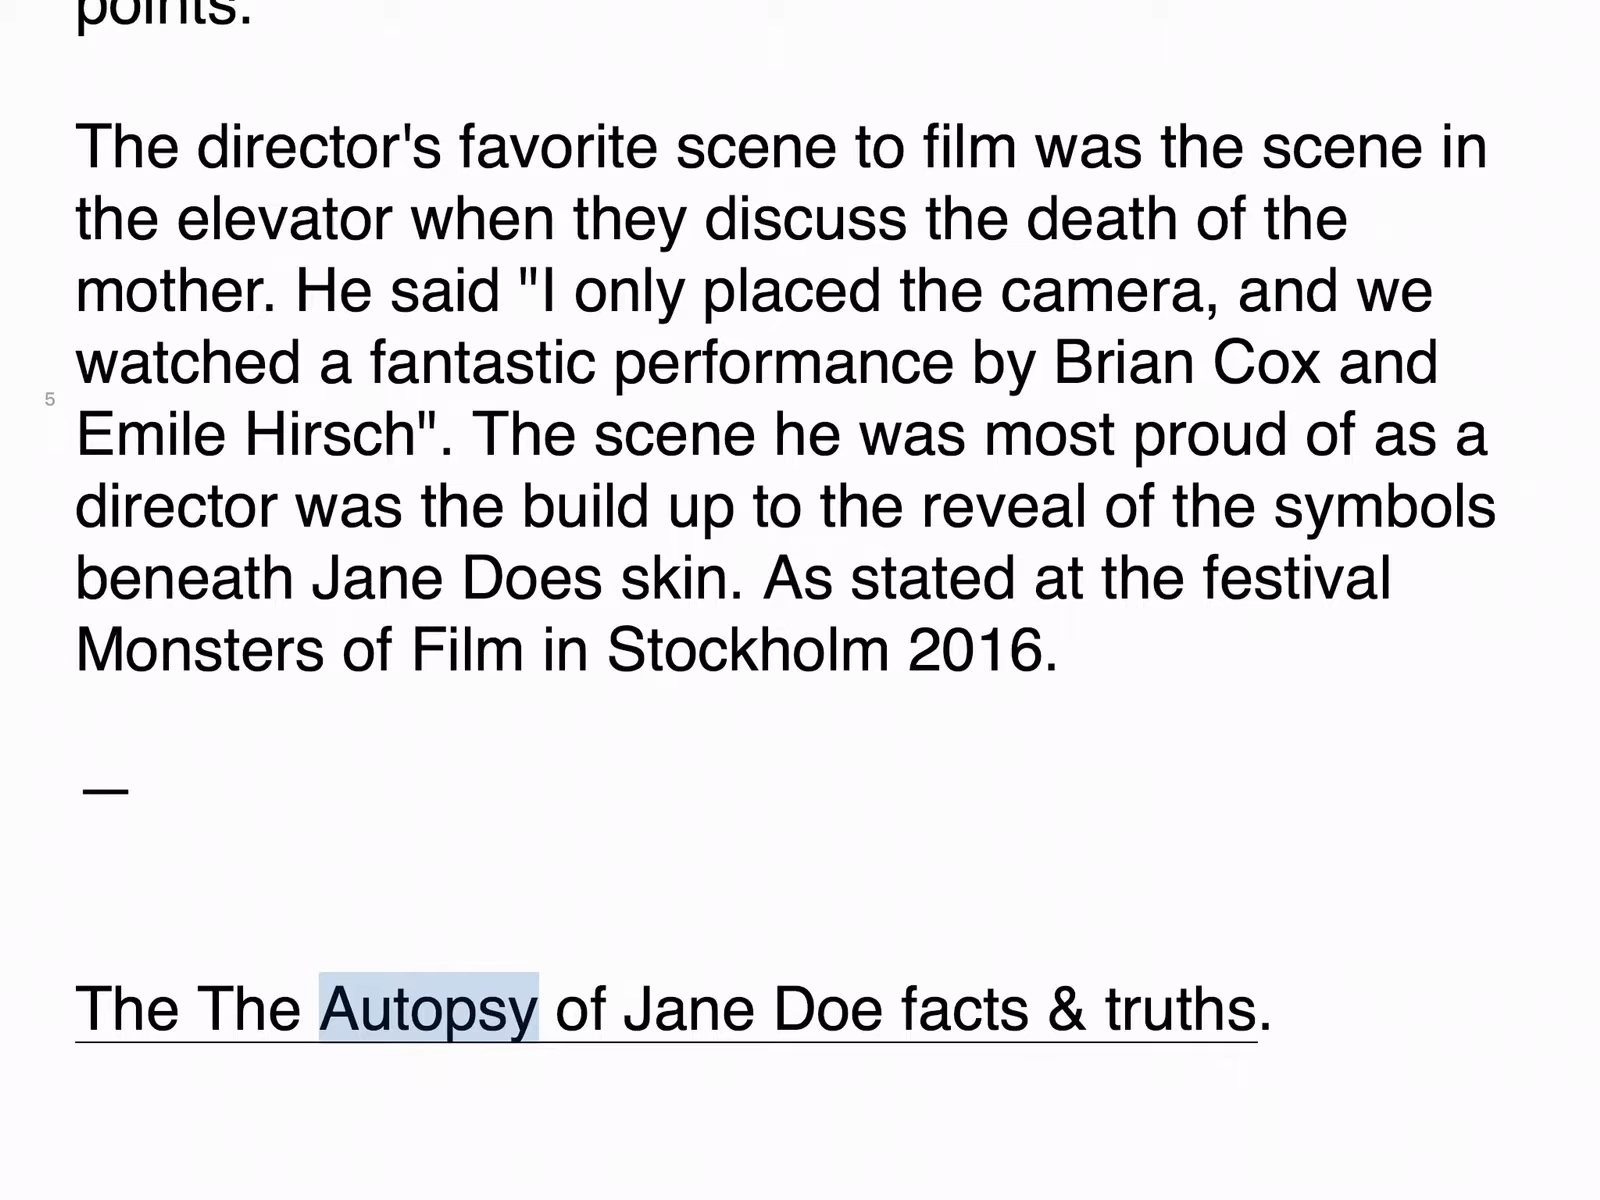 points.
The director's favorite scene to film was the scene in
the elevator when they discuss the death of the
mother. He said "I only placed the camera, and we
watched a fantastic performance by Brian Cox and
5
Emile Hirsch". The scene he was most proud of as a
director was the build up to the reveal of the symbols
beneath Jane Does skin. As stated at the festival
Monsters of Film in Stockholm 2016.
—
The The Autopsy of Jane Doe facts & truths.